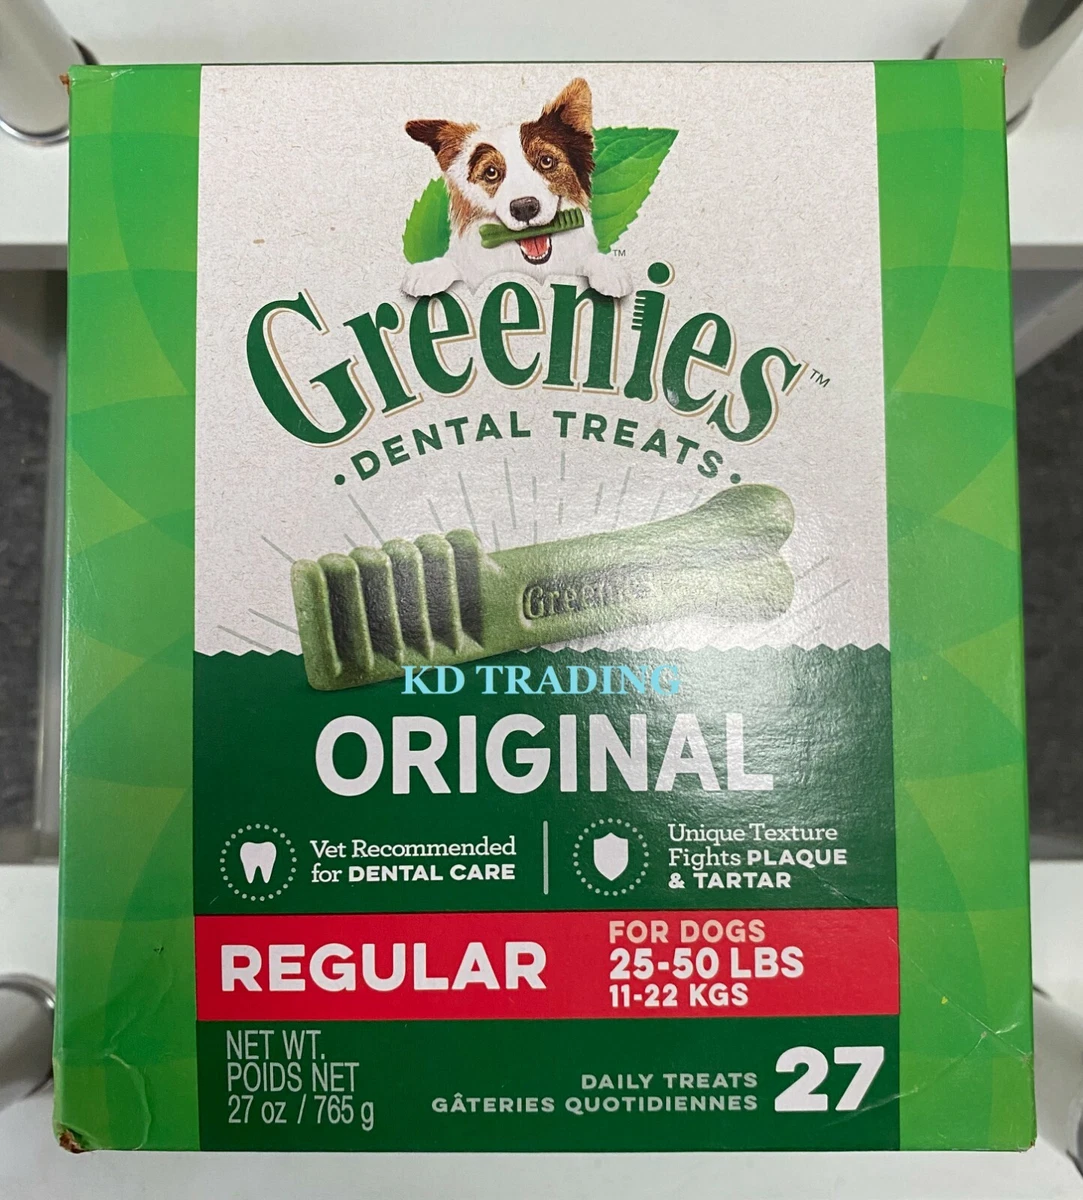 Greenies™
™
·DENTAL TREATS·
Greenies
KD TRADING
ORIGINAL
Vet Recommended
for DENTAL CARE
Unique Texture
Fights PLAQUE
& TARTAR
REGULAR
FOR DOGS
25-50 LBS
11-22 KGS
NET WT.
POIDS NET
27 oz / 765 g
DAILY TREATS
GÂTERIES QUOTIDIENNES
27